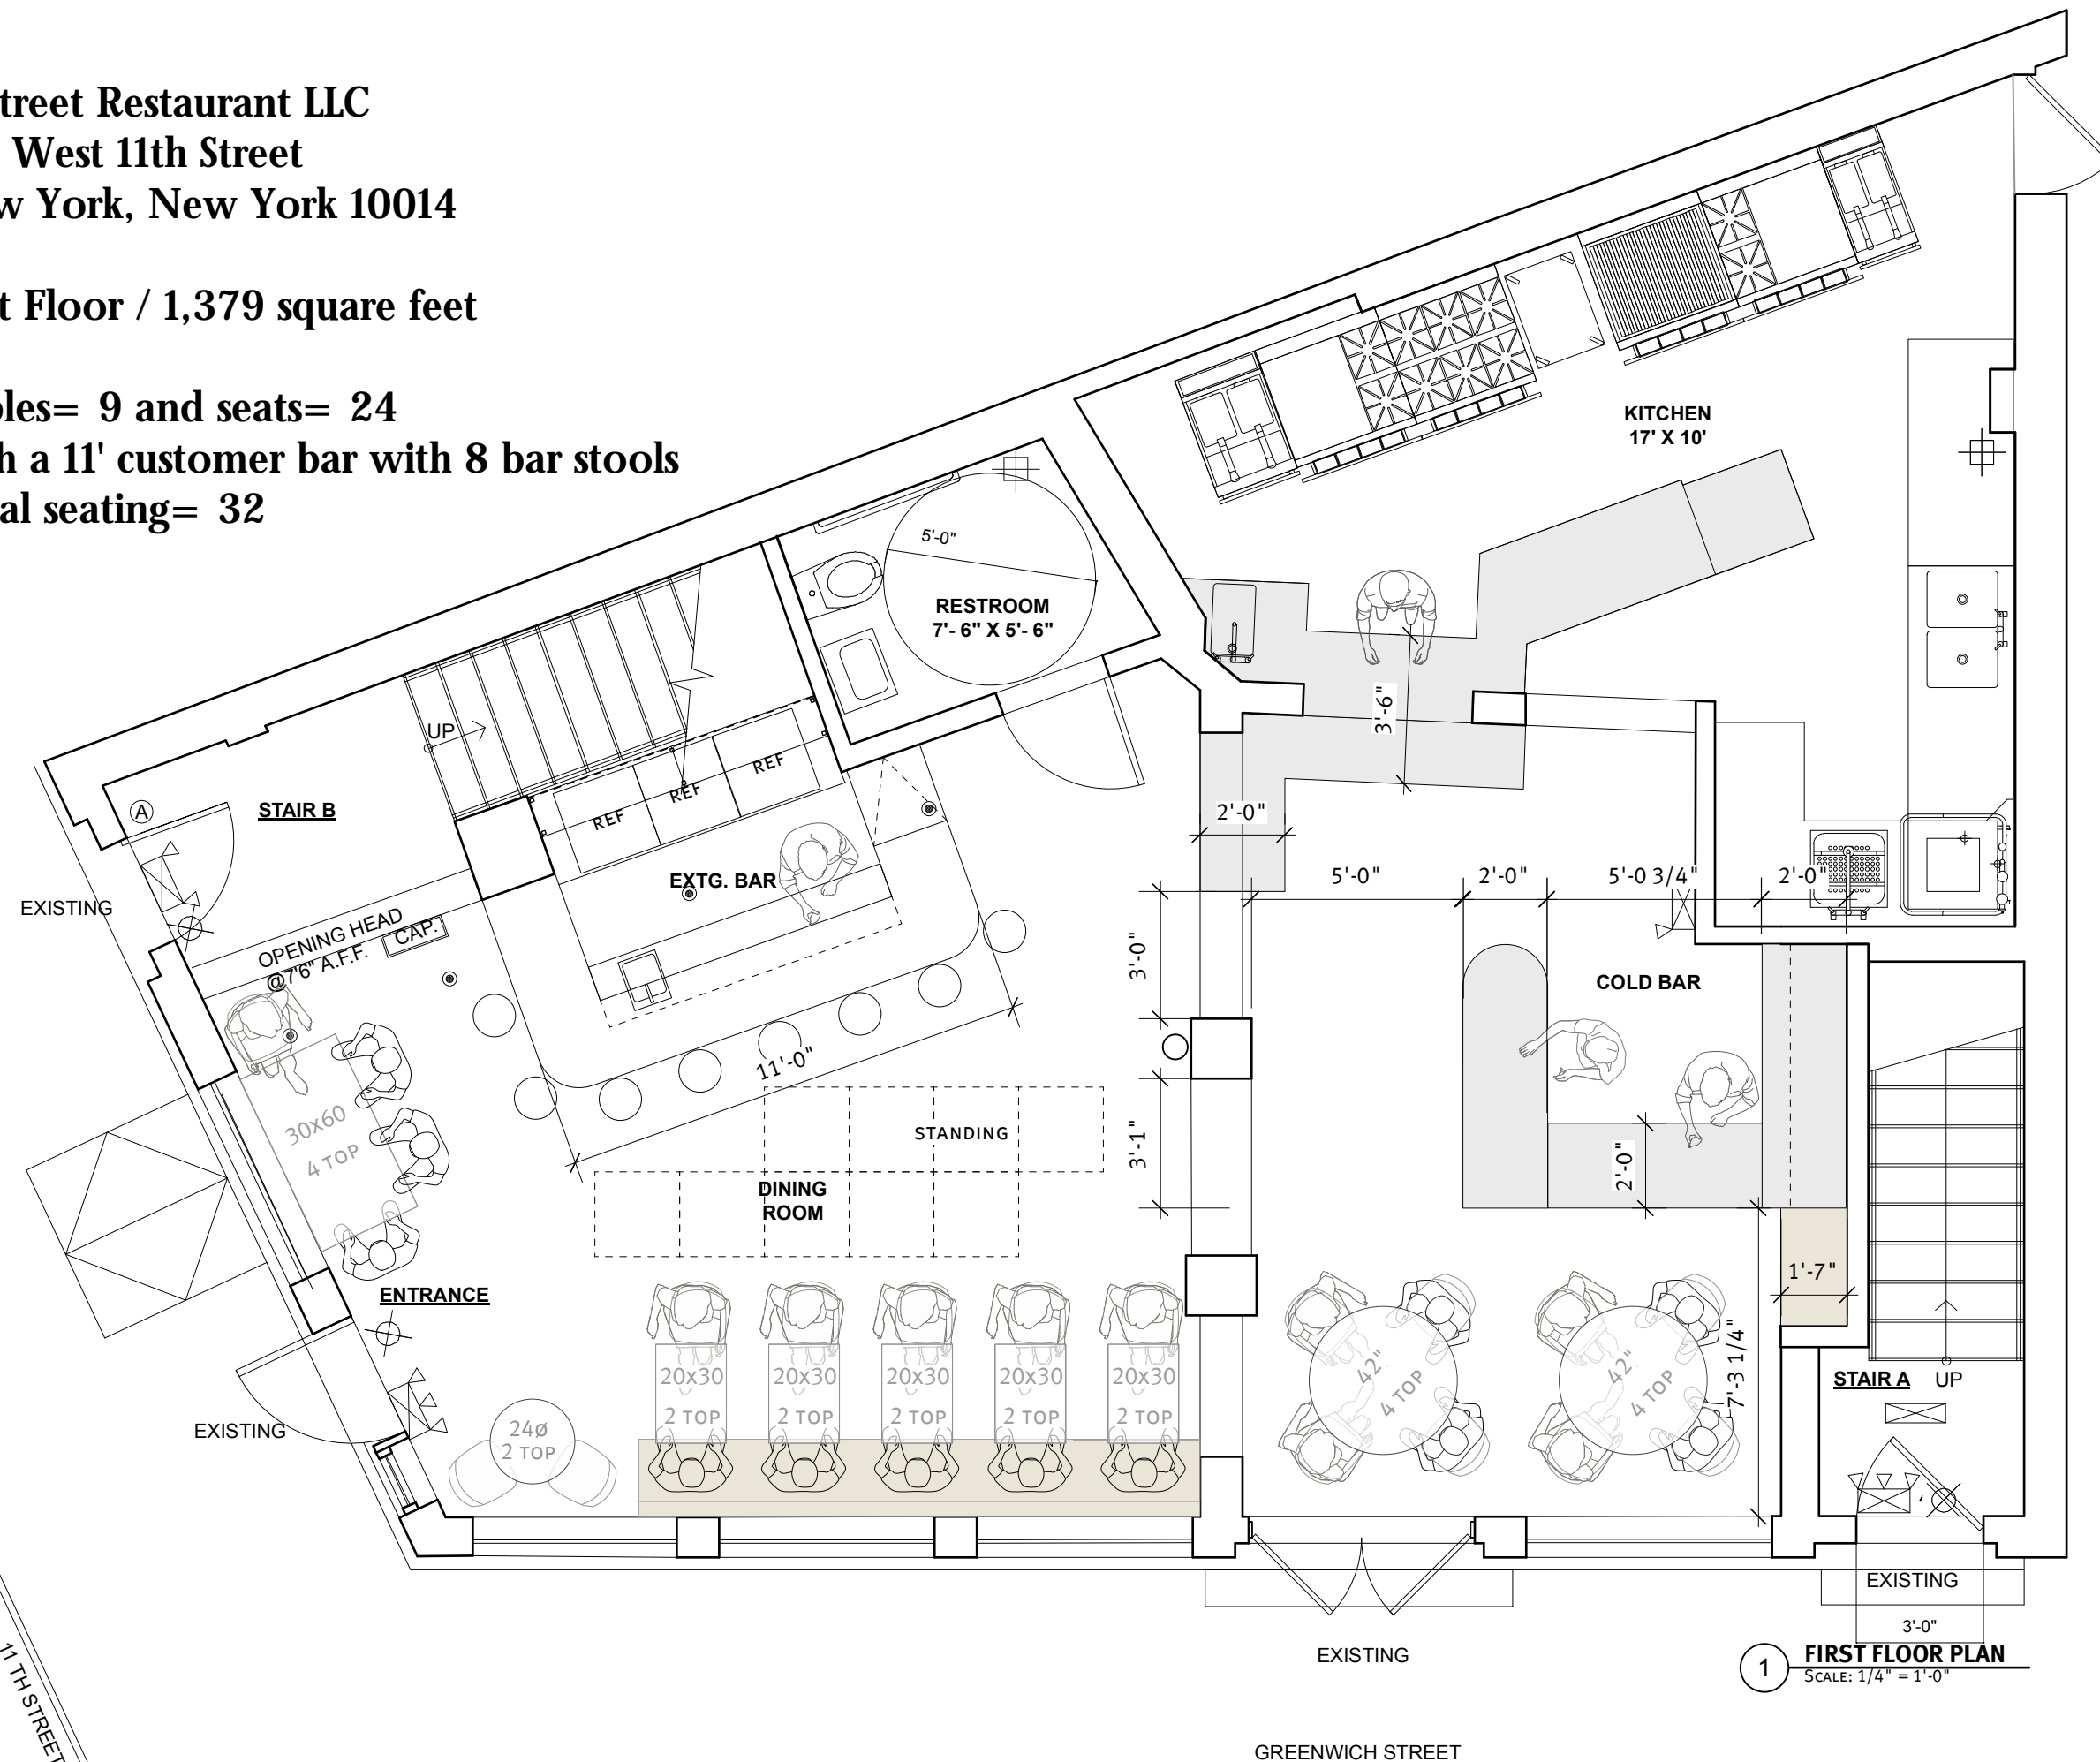 treet Restaurant LLC
West 11th Street
w York, New York 10014
t Floor / 1,379 square feet
bles= 9 and seats= 24
h a 11' customer bar with 8 bar stools
al seating= 32
KITCHEN
17' X 10'
5'-0"
RESTROOM
7'- 6" X 5'- 6"
3'-6"
UP
REF
REF
REF
A
STAIR B
2'-0"
EXTG. BAR
5'-0"
2'-0"
5'-0 3/4"
2'-0"
EXISTING
OPENING HEAD
@7'6" A.F.F.
CAP.
3'-0"
COLD BAR
11'-0"
30x60
4 TOP
STANDING
3'-1"
2'-0"
DINING
ROOM
1'-7"
ENTRANCE
20x30
2 TOP
20x30
2 TOP
20x30
2 TOP
20x30
2 TOP
20x30
2 TOP
42"
4 TOP
42"
4 TOP
7'-3 1/4"
STAIR A
UP
EXISTING
24ø
2 TOP
EXISTING
3'-0"
EXISTING
1
FIRST FLOOR PLAN
SCALE: 1/4" = 1'-0"
11 TH STREET
GREENWICH STREET